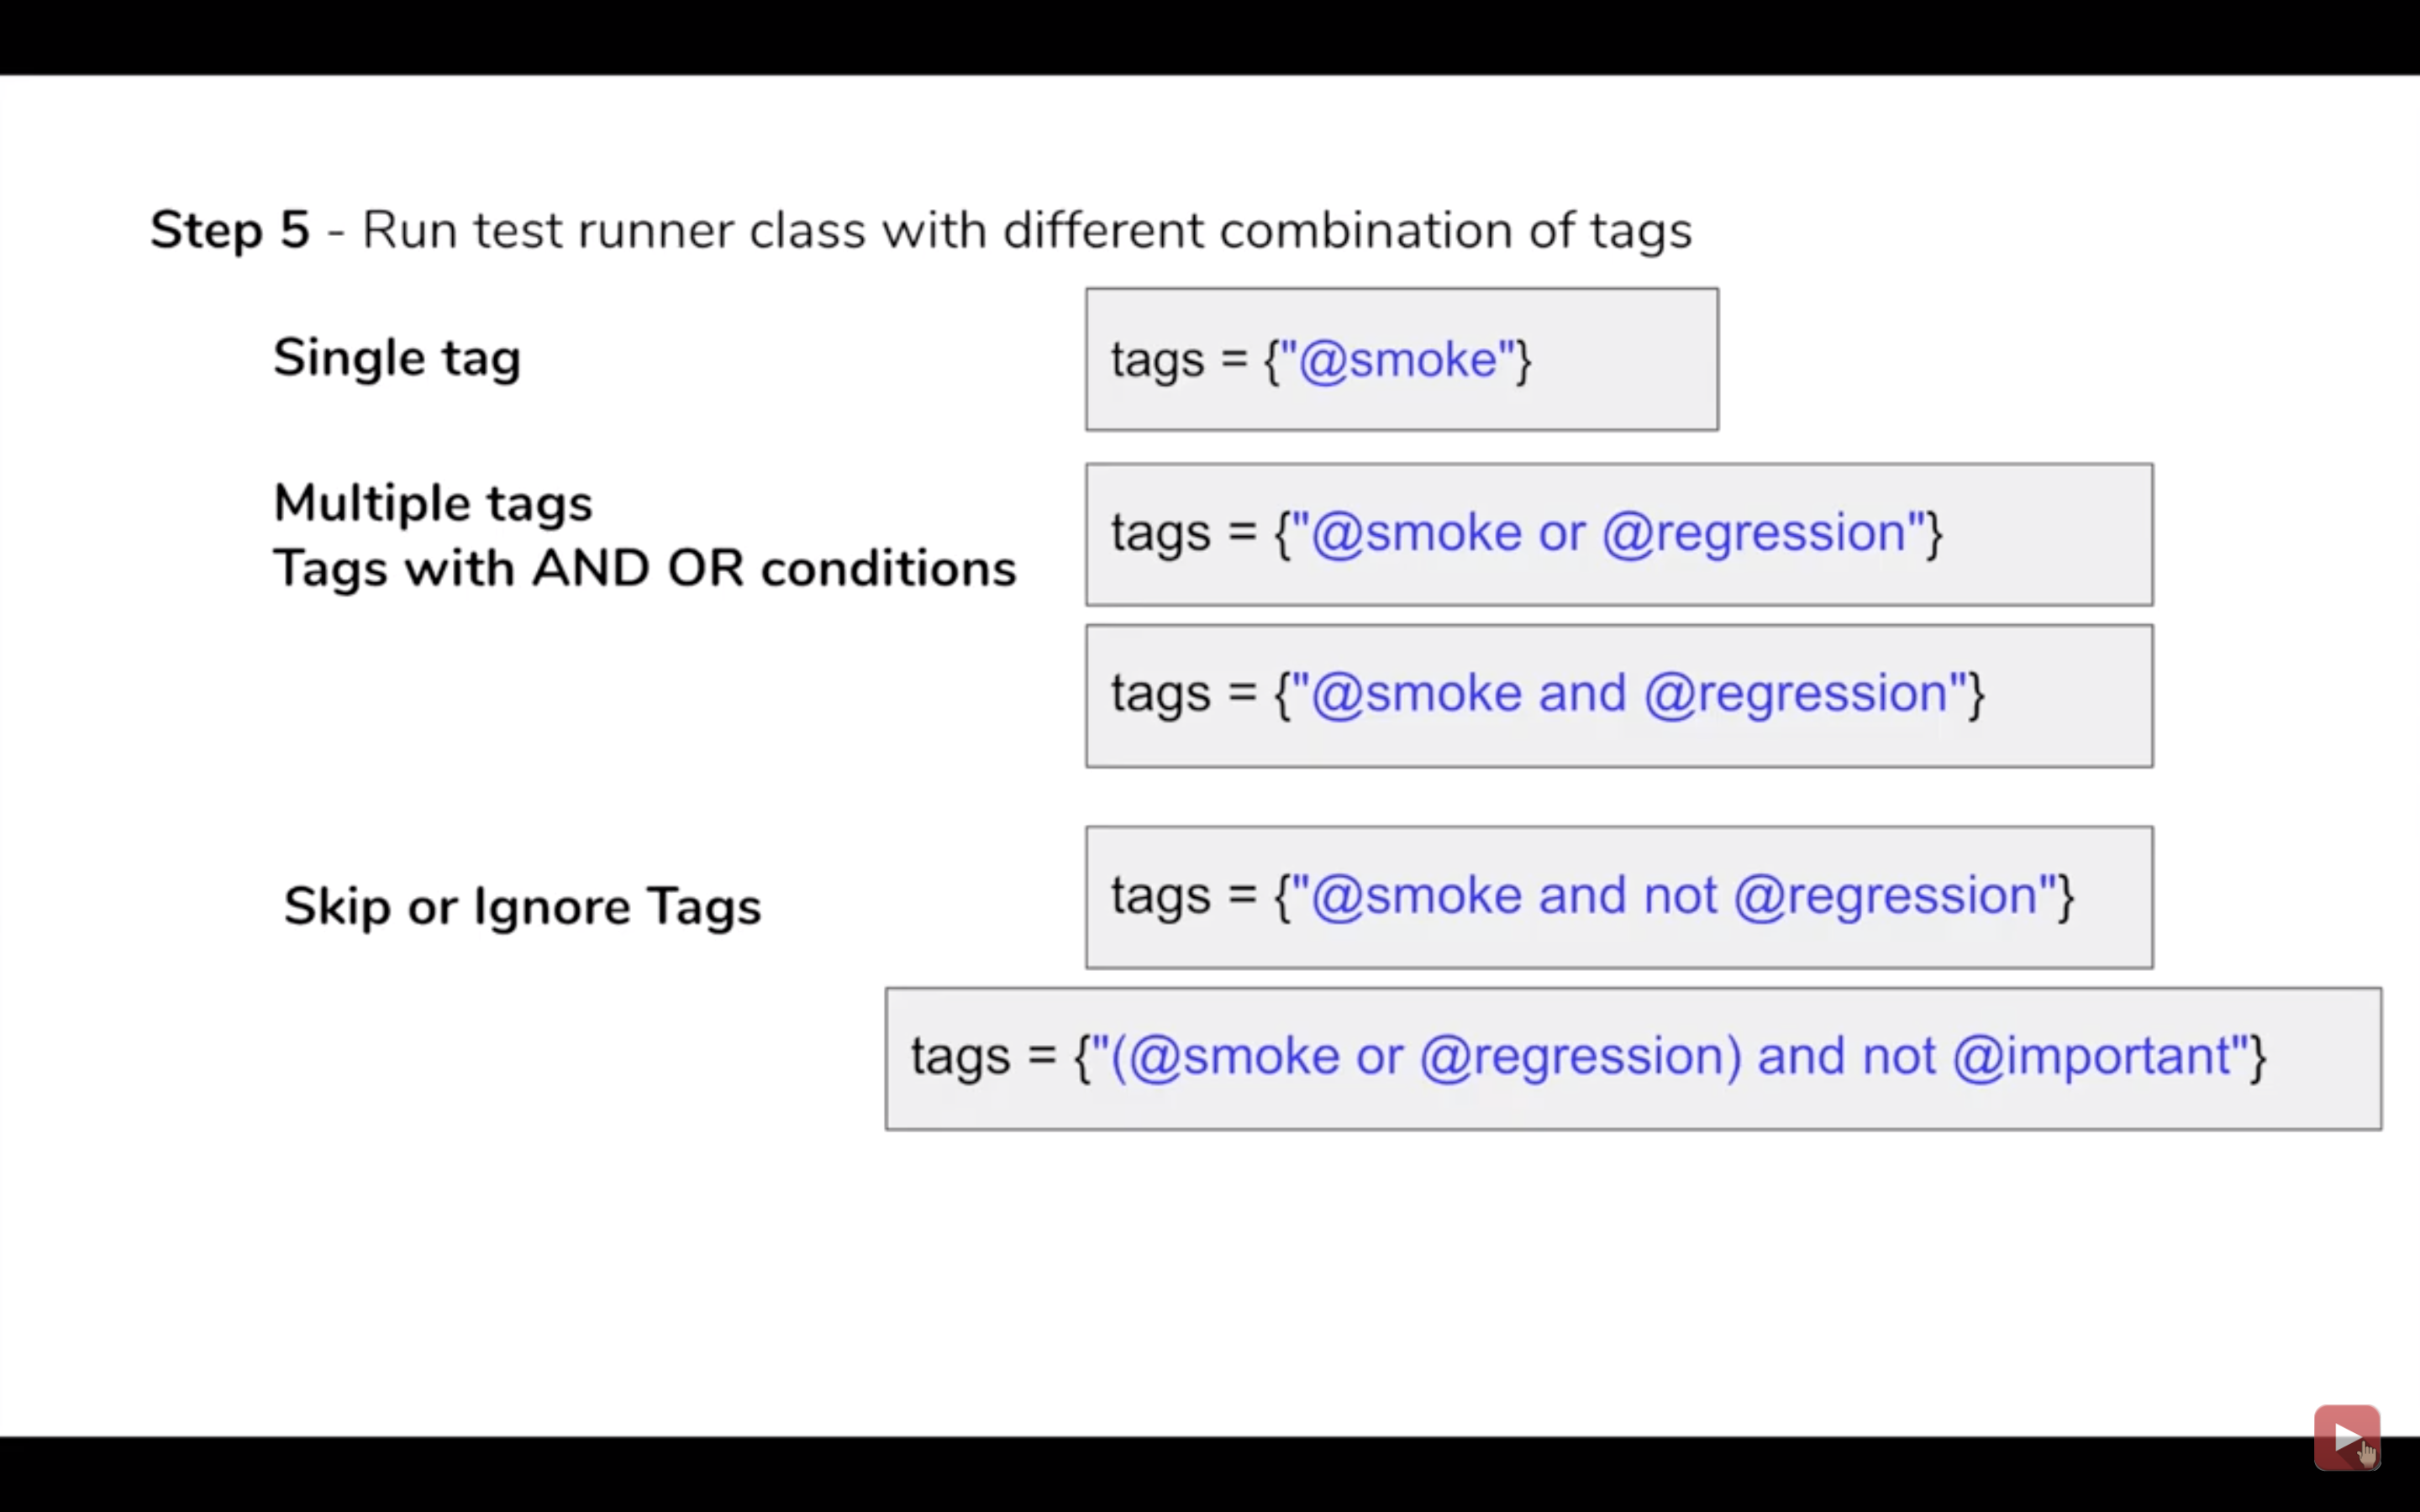 Step 5 - Run test runner class with different combination of tags
Single tag
tags = {"@smoke"}
Multiple tags
Tags with AND OR conditions
tags = {"@smoke or @regression"}
tags = {"@smoke and @regression"}
Skip or Ignore Tags
tags = {"@smoke and not @regression"}
tags = {"(@smoke or @regression) and not @important"}